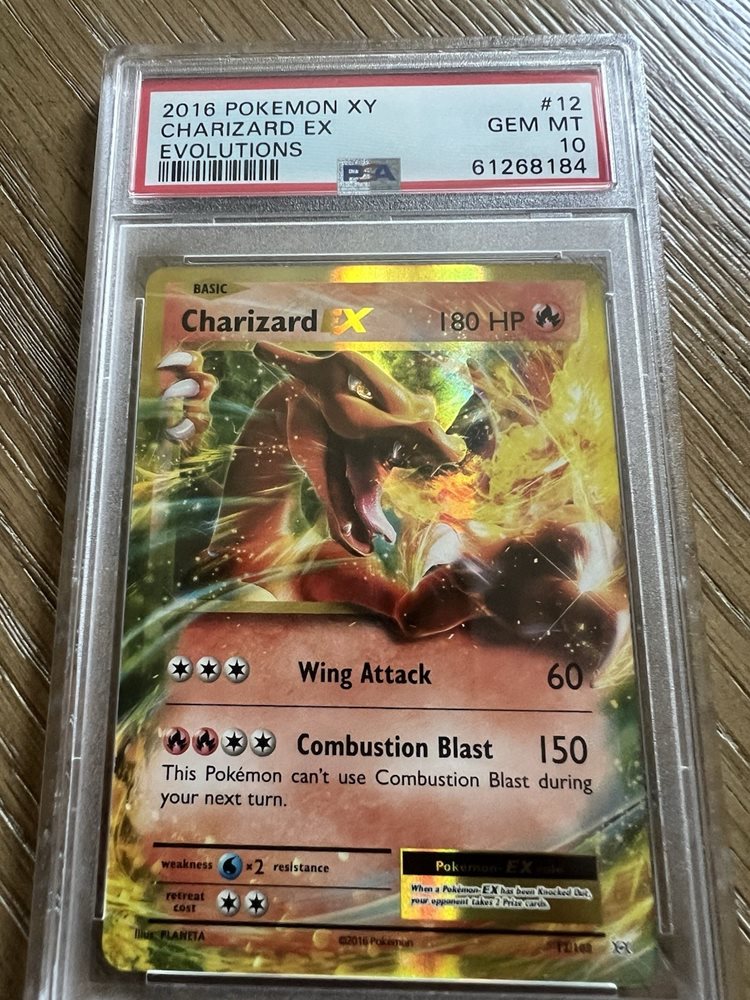 2016 POKEMON XY #12
CHARIZARD EX GEM MT
EVOLUTIONS 10
PSA 61268184
BASIC
Charizard EX 180 HP
Wing Attack 60
Combustion Blast 150
This Pokémon can't use Combustion Blast during
your next turn.
weakness ×2 resistance
retreat
cost
Pokémon-EX
When a Pokémon-EX has been Knocked Out,
your opponent takes 2 Prize cards.
Illus. PLANETA ©2016 Pokémon 12/108 XY